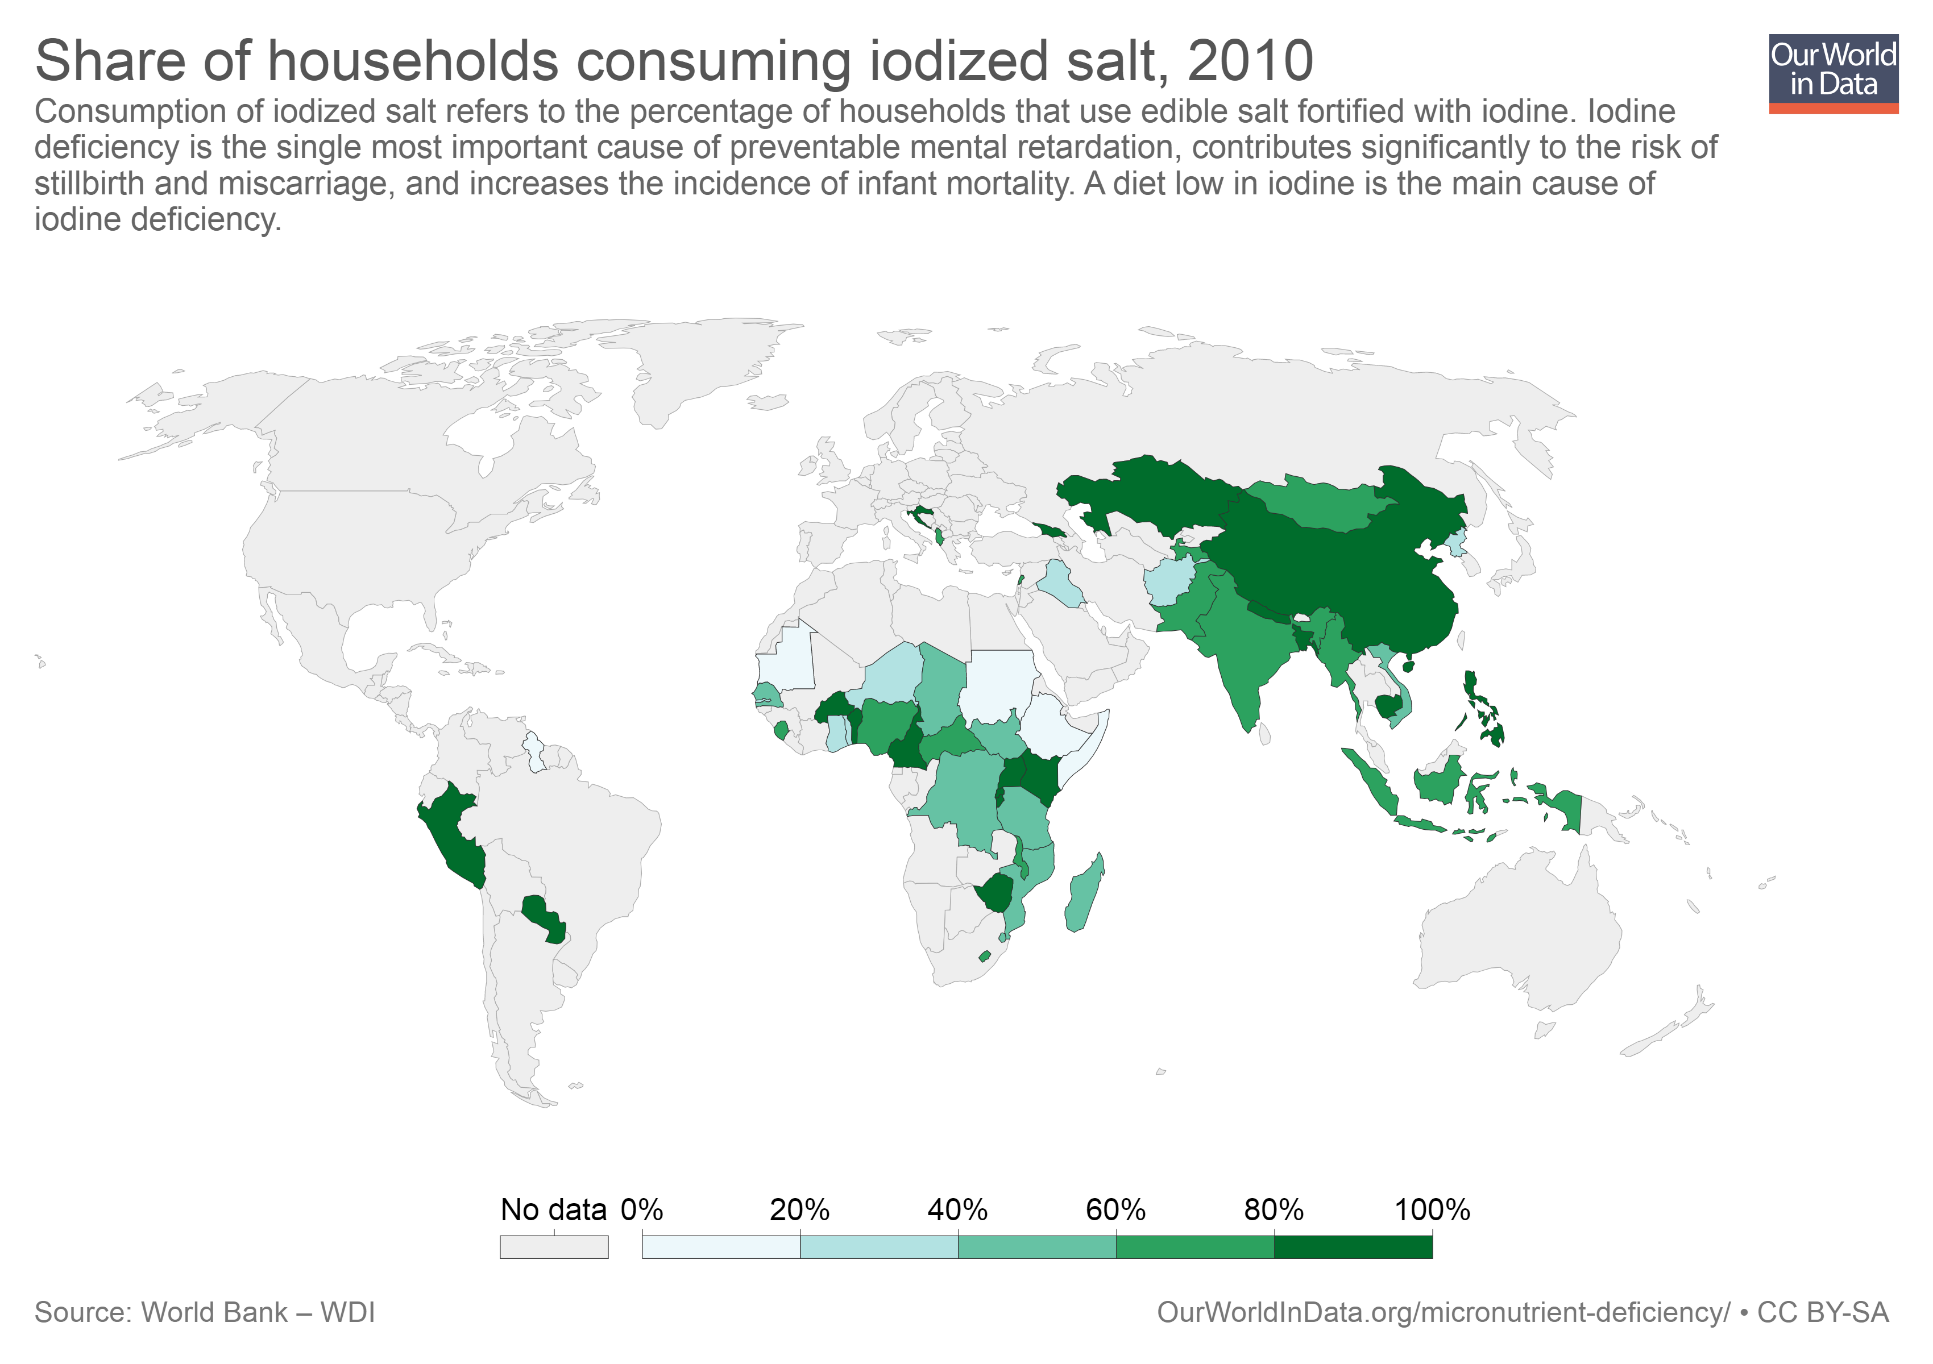 Share of households consuming iodized salt, 2010
Our World
in Data
Consumption of iodized salt refers to the percentage of households that use edible salt fortified with iodine. Iodine
deficiency is the single most important cause of preventable mental retardation, contributes significantly to the risk of
stillbirth and miscarriage, and increases the incidence of infant mortality. A diet low in iodine is the main cause of
iodine deficiency.
No data 0% 20% 40% 60% 80% 100%
Source: World Bank – WDI
OurWorldInData.org/micronutrient-deficiency/ • CC BY-SA